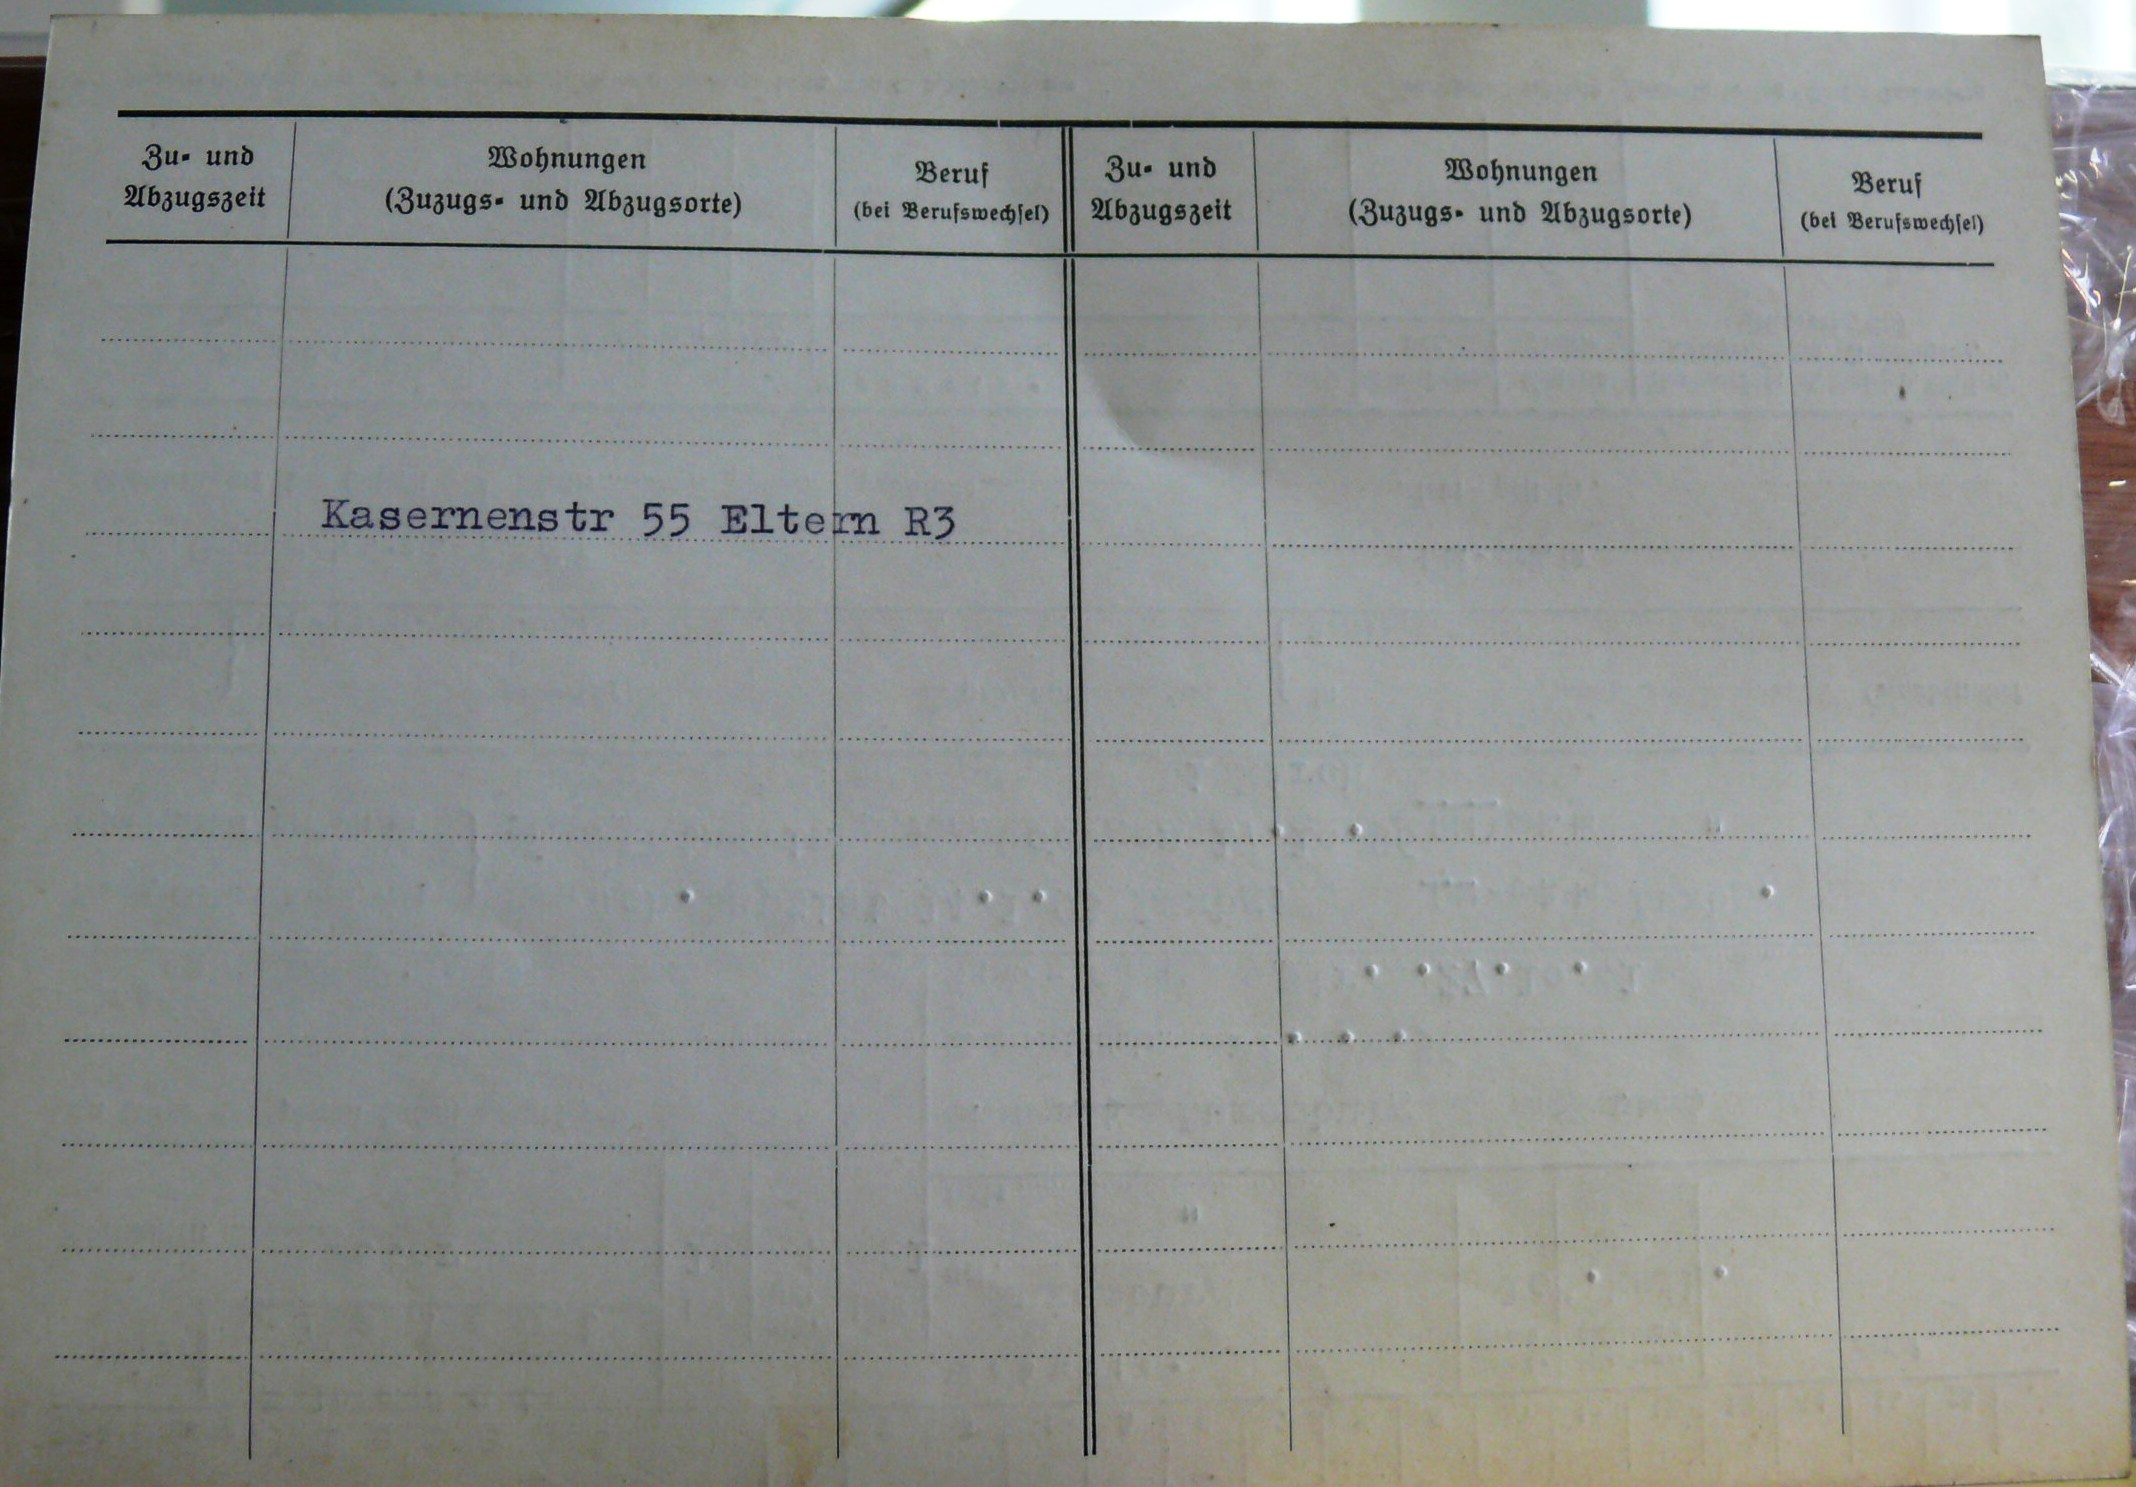 Zu- und
Abzugszeit
Wohnungen
(Zuzugs- und Abzugsorte)
Beruf
(bei Berufswechsel)
Zu- und
Abzugszeit
Wohnungen
(Zuzugs- und Abzugsorte)
Beruf
(bei Berufswechsel)
Kasernenstr 55 Eltern R3